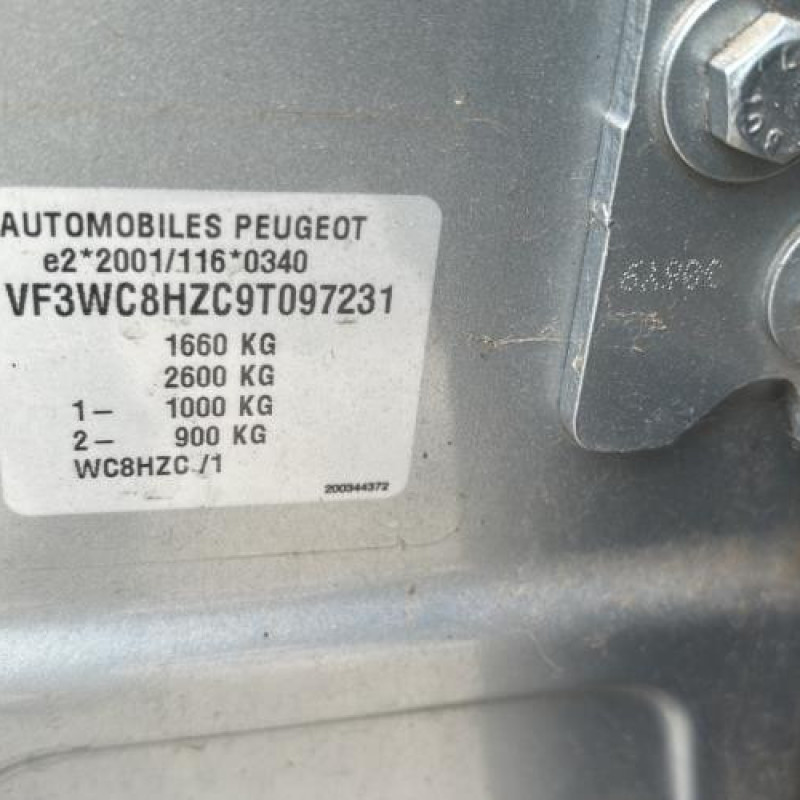 AUTOMOBILES PEUGEOT
e2*2001/116*0340
VF3WC8HZC9T097231
1660 KG
2600 KG
1– 1000 KG
2– 900 KG
WC8HZC /1
200344372